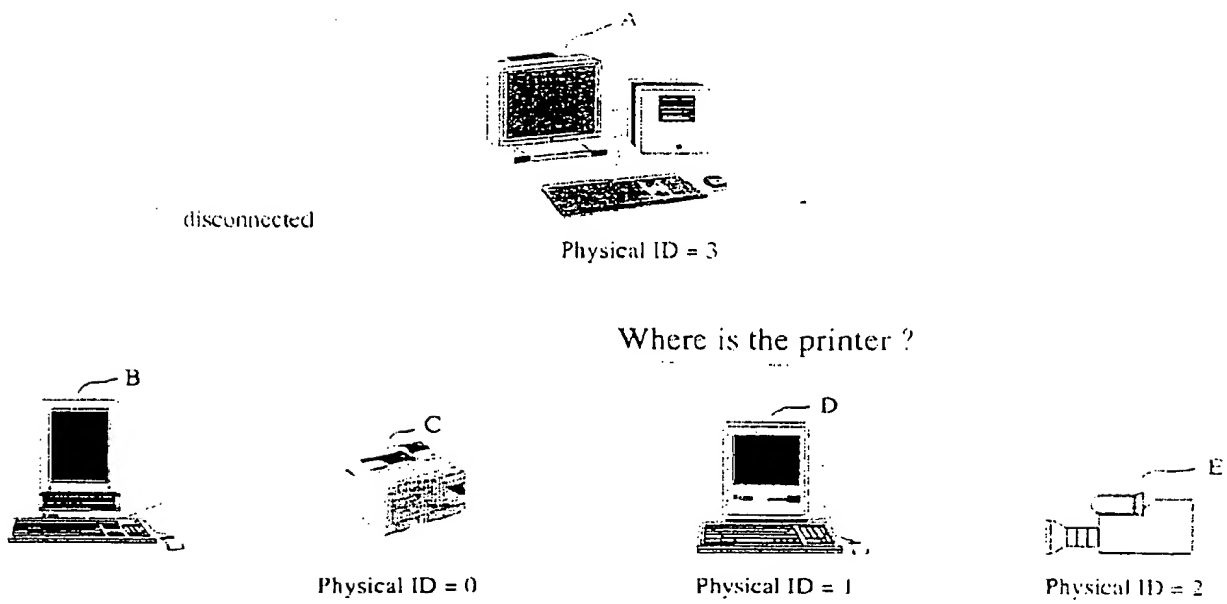 A
disconnected
Physical ID = 3
Where is the printer ?
B
C
D
E
Physical ID = 0
Physical ID = 1
Physical ID = 2